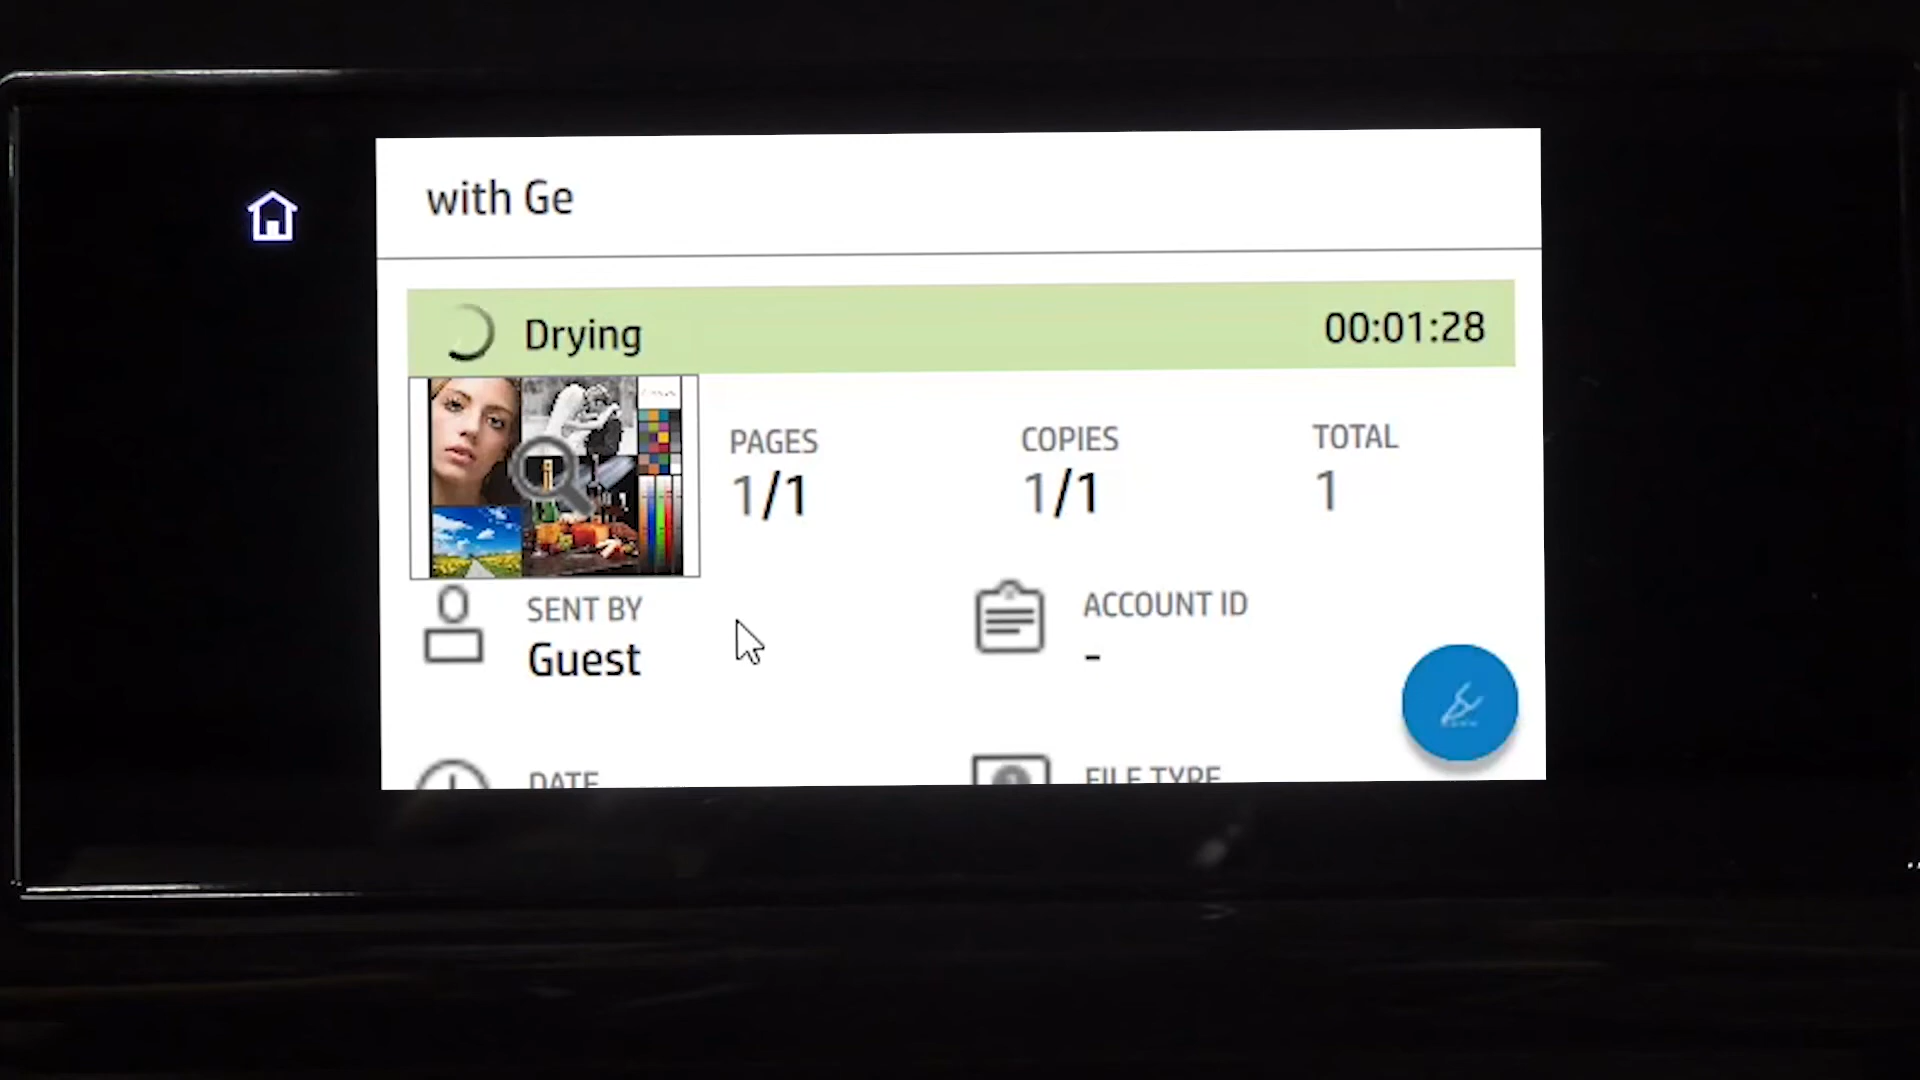 with Ge
Drying 00:01:28
PAGES COPIES TOTAL
1/1 1/1 1
SENT BY ACCOUNT ID
Guest -
DATE FILE TYPE